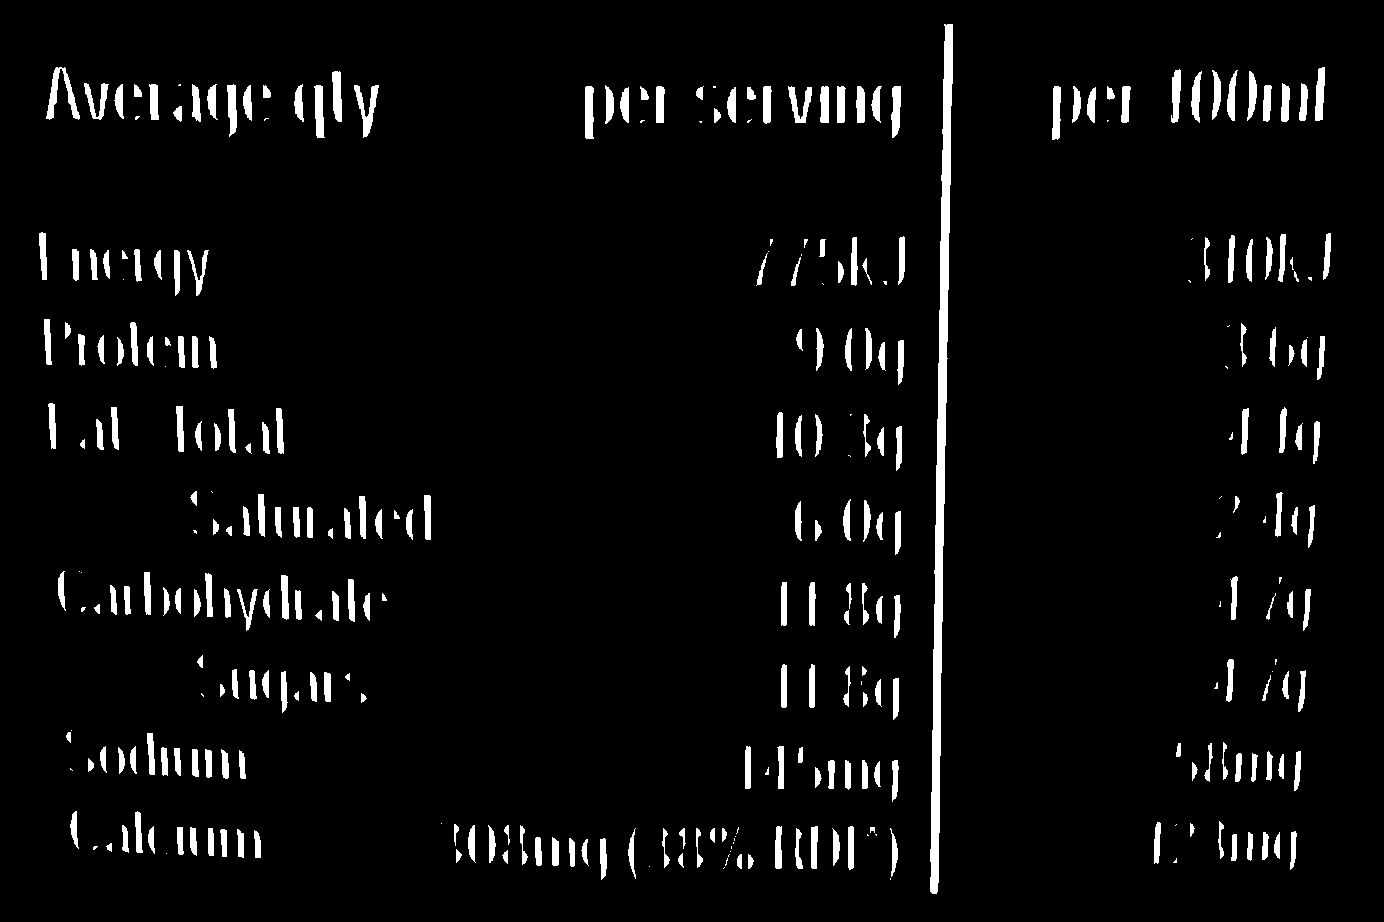 Average qty per serving per 100ml
Energy 775kJ 310kJ
Protein 9.0g 3.6g
Fat - Total 10.3g 4.1g
Saturated 6.0g 2.4g
Carbohydrate 11.8g 4.7g
Sugars 11.8g 4.7g
Sodium 145mg 58mg
Calcium 308mg (38% RDI*) 123mg